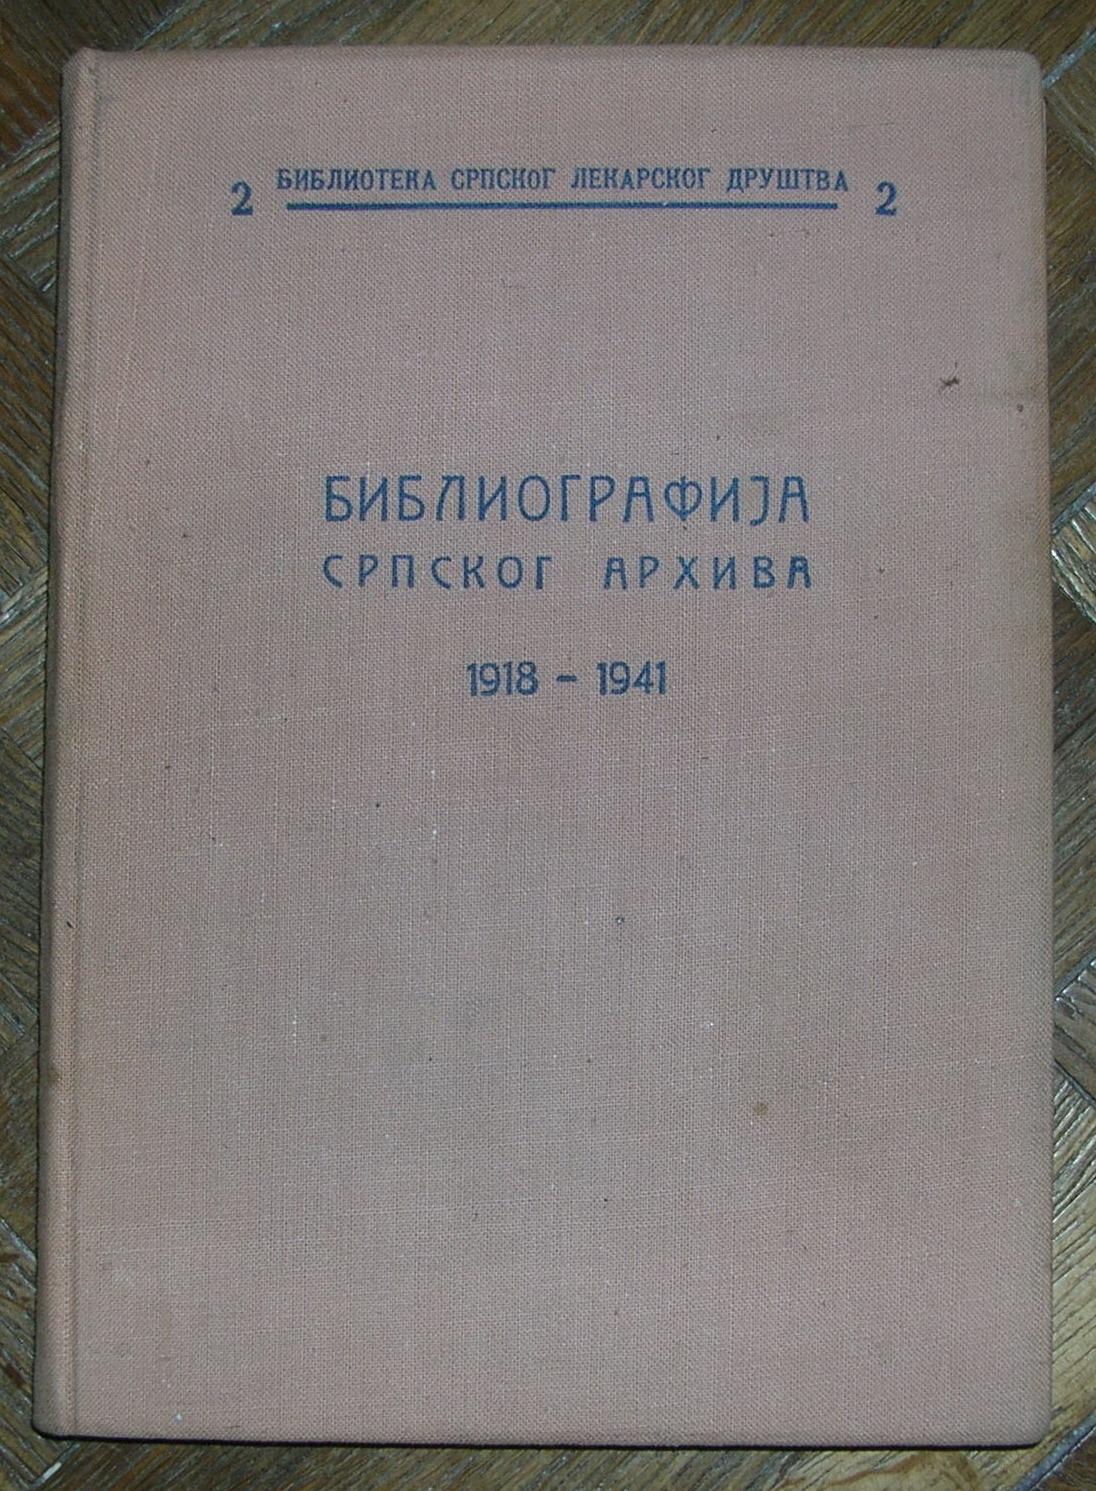 2 БИБЛИОТЕКА СРПСКОГ ЛЕКАРСКОГ ДРУШТВА 2
БИБЛИОГРАФИЈА
СРПСКОГ АРХИВА
1918 - 1941